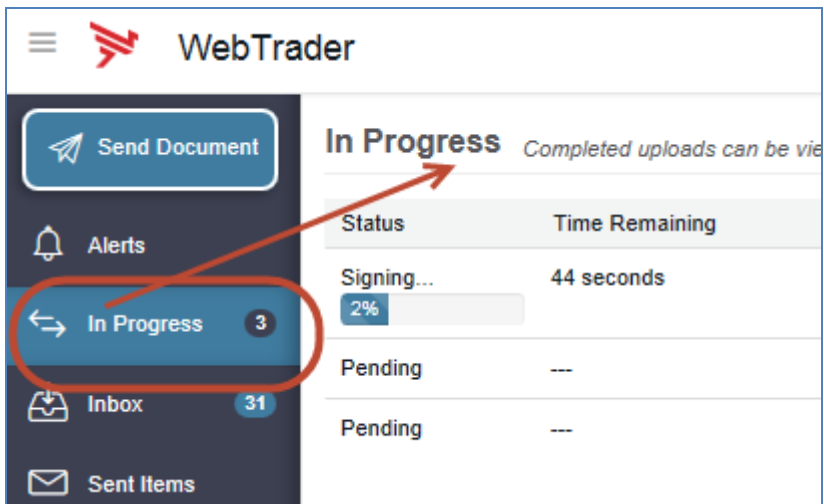 WebTrader
Send Document
Alerts
In Progress 3
Inbox 31
Sent Items
In Progress Completed uploads can be
Status Time Remaining
Signing... 44 seconds
2%
Pending ---
Pending ---